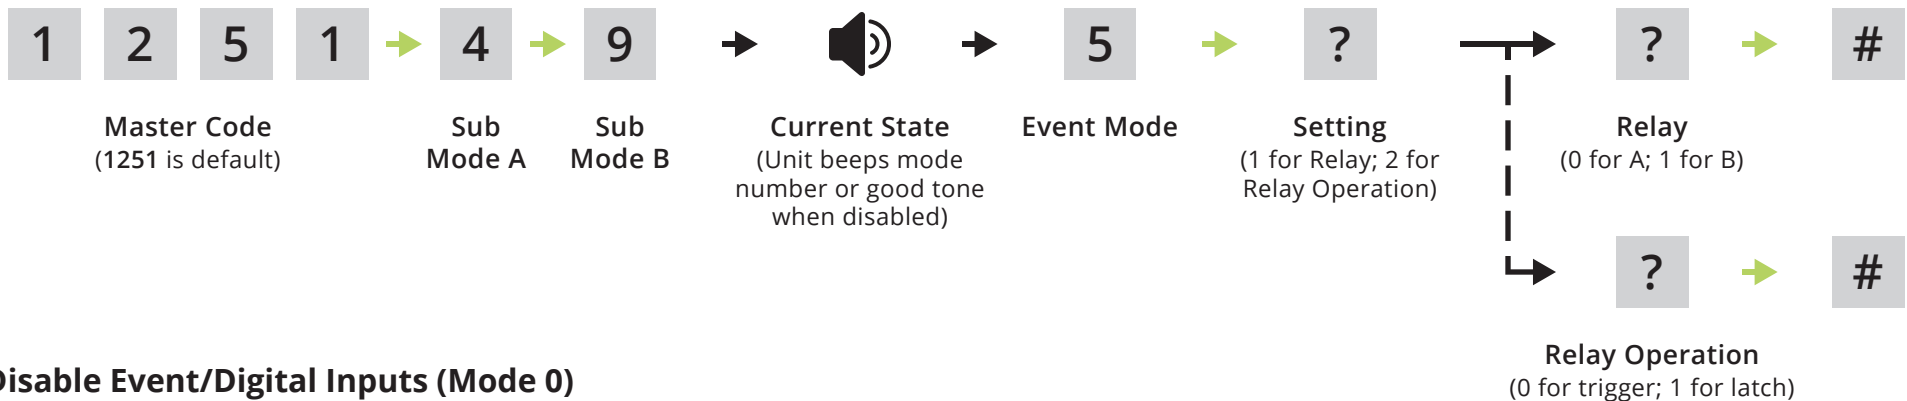 1 2 5 1 4 9 5 ? ? #
Master Code
(1251 is default)
Sub
Mode A
Sub
Mode B
Current State
(Unit beeps mode
number or good tone
when disabled)
Event Mode
Setting
(1 for Relay; 2 for
Relay Operation)
Relay
(0 for A; 1 for B)
? #
Relay Operation
(0 for trigger; 1 for latch)
Disable Event/Digital Inputs (Mode 0)